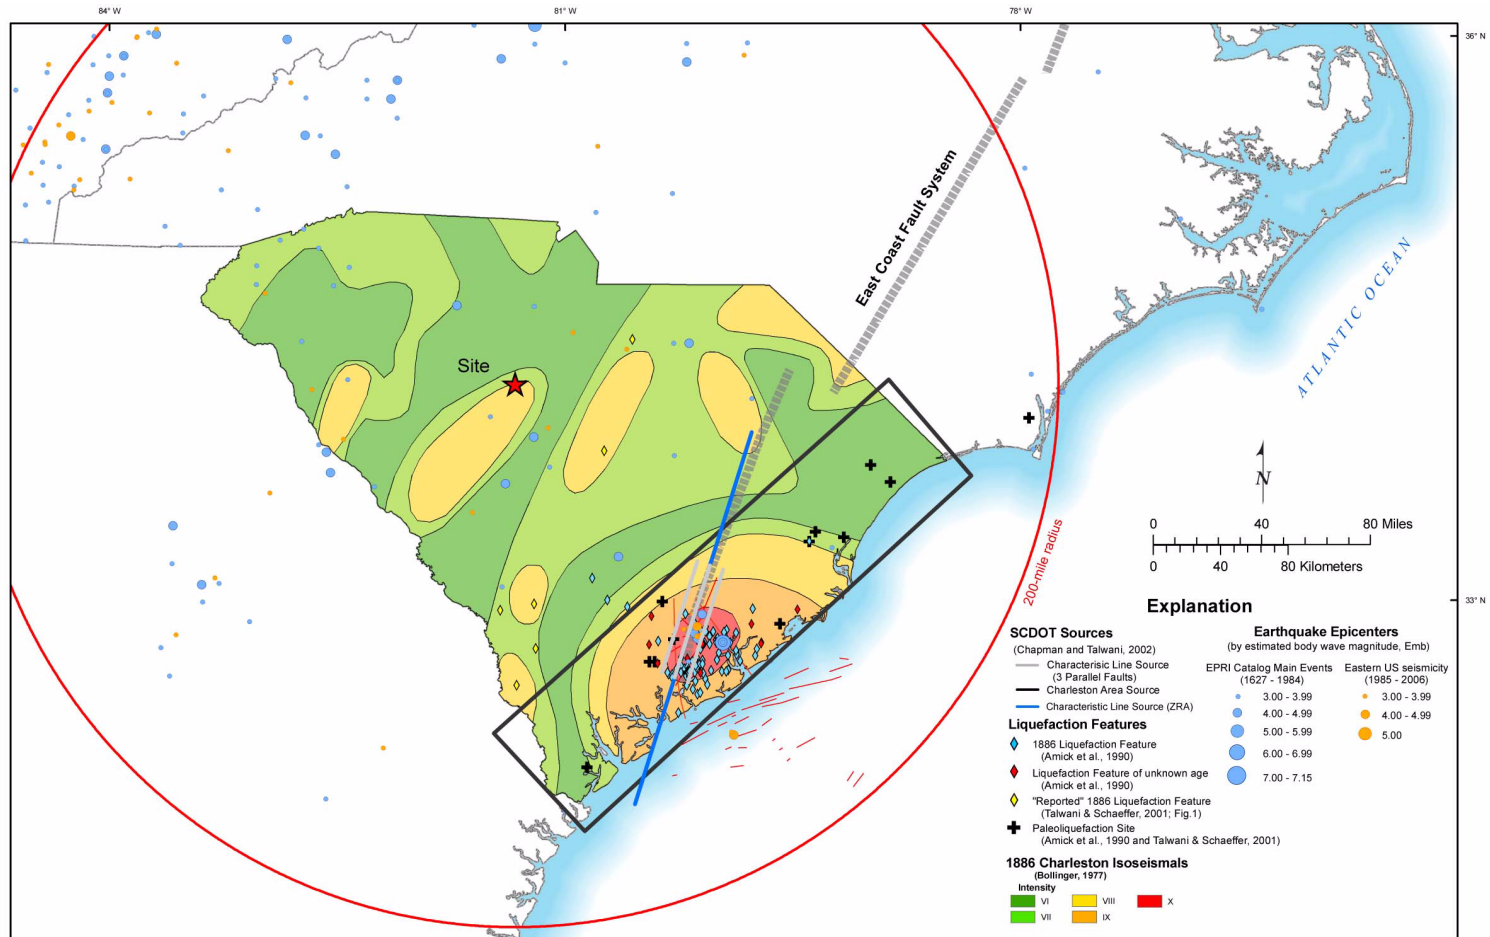 84° W
81° W
78° W
36° N
East Coast Fault System
ATLANTIC OCEAN
Site
N
0 40 80 Miles
0 40 80 Kilometers
200-mile radius
33° N
Explanation
SCDOT Sources
(Chapman and Talwani, 2002)
Characterisic Line Source
(3 Parallel Faults)
Charleston Area Source
Characteristic Line Source (ZRA)
Liquefaction Features
1886 Liquefaction Feature
(Amick et al., 1990)
Liquefaction Feature of unknown age
(Amick et al., 1990)
"Reported" 1886 Liquefaction Feature
(Talwani & Schaeffer, 2001; Fig.1)
Paleoliquefaction Site
(Amick et al., 1990 and Talwani & Schaeffer, 2001)
1886 Charleston Isoseismals
(Bollinger, 1977)
Intensity
VI VIII X
VII IX
Earthquake Epicenters
(by estimated body wave magnitude, Emb)
EPRI Catalog Main Events
(1627 - 1984)
3.00 - 3.99
4.00 - 4.99
5.00 - 5.99
6.00 - 6.99
7.00 - 7.15
Eastern US seismicity
(1985 - 2006)
3.00 - 3.99
4.00 - 4.99
5.00